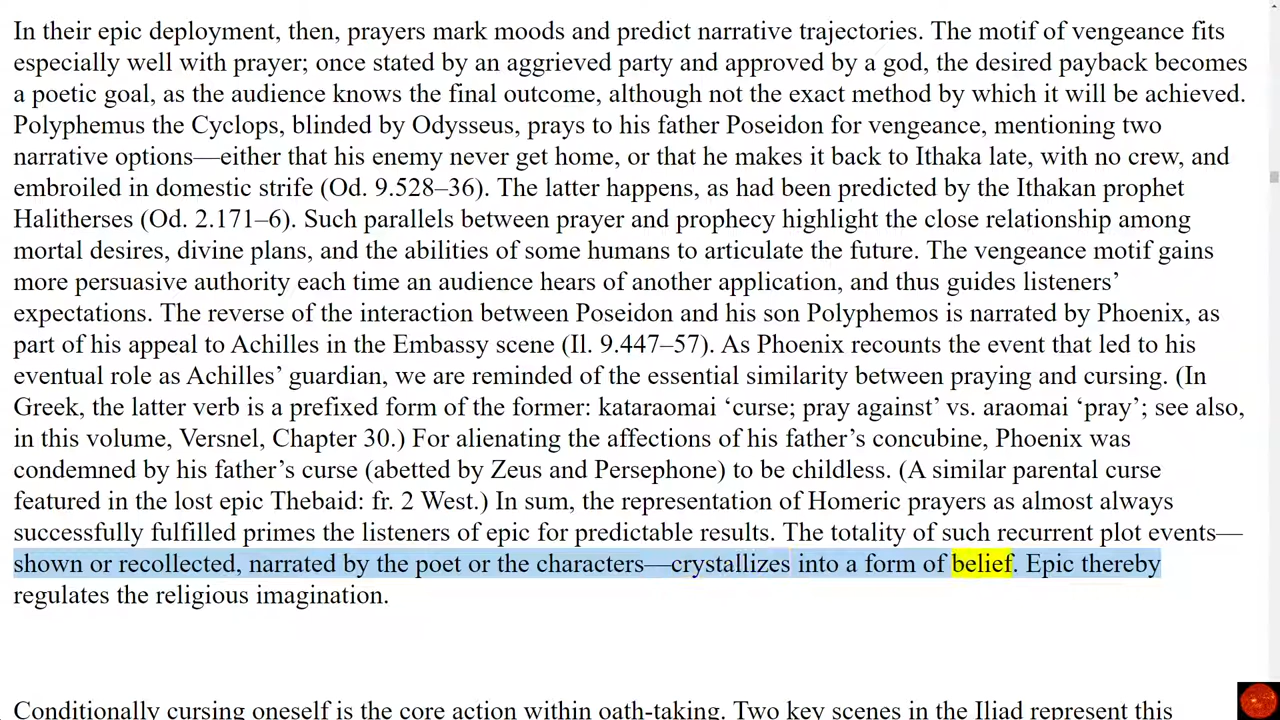 In their epic deployment, then, prayers mark moods and predict narrative trajectories. The motif of vengeance fits
especially well with prayer; once stated by an aggrieved party and approved by a god, the desired payback becomes
a poetic goal, as the audience knows the final outcome, although not the exact method by which it will be achieved.
Polyphemus the Cyclops, blinded by Odysseus, prays to his father Poseidon for vengeance, mentioning two
narrative options—either that his enemy never get home, or that he makes it back to Ithaka late, with no crew, and
embroiled in domestic strife (Od. 9.528–36). The latter happens, as had been predicted by the Ithakan prophet
Halitherses (Od. 2.171–6). Such parallels between prayer and prophecy highlight the close relationship among
mortal desires, divine plans, and the abilities of some humans to articulate the future. The vengeance motif gains
more persuasive authority each time an audience hears of another application, and thus guides listeners’
expectations. The reverse of the interaction between Poseidon and his son Polyphemos is narrated by Phoenix, as
part of his appeal to Achilles in the Embassy scene (Il. 9.447–57). As Phoenix recounts the event that led to his
eventual role as Achilles’ guardian, we are reminded of the essential similarity between praying and cursing. (In
Greek, the latter verb is a prefixed form of the former: kataraomai ‘curse; pray against’ vs. araomai ‘pray’; see also,
in this volume, Versnel, Chapter 30.) For alienating the affections of his father’s concubine, Phoenix was
condemned by his father’s curse (abetted by Zeus and Persephone) to be childless. (A similar parental curse
featured in the lost epic Thebaid: fr. 2 West.) In sum, the representation of Homeric prayers as almost always
successfully fulfilled primes the listeners of epic for predictable results. The totality of such recurrent plot events—
shown or recollected, narrated by the poet or the characters—crystallizes into a form of belief. Epic thereby
regulates the religious imagination.
Conditionally cursing oneself is the core action within oath-taking. Two key scenes in the Iliad represent this